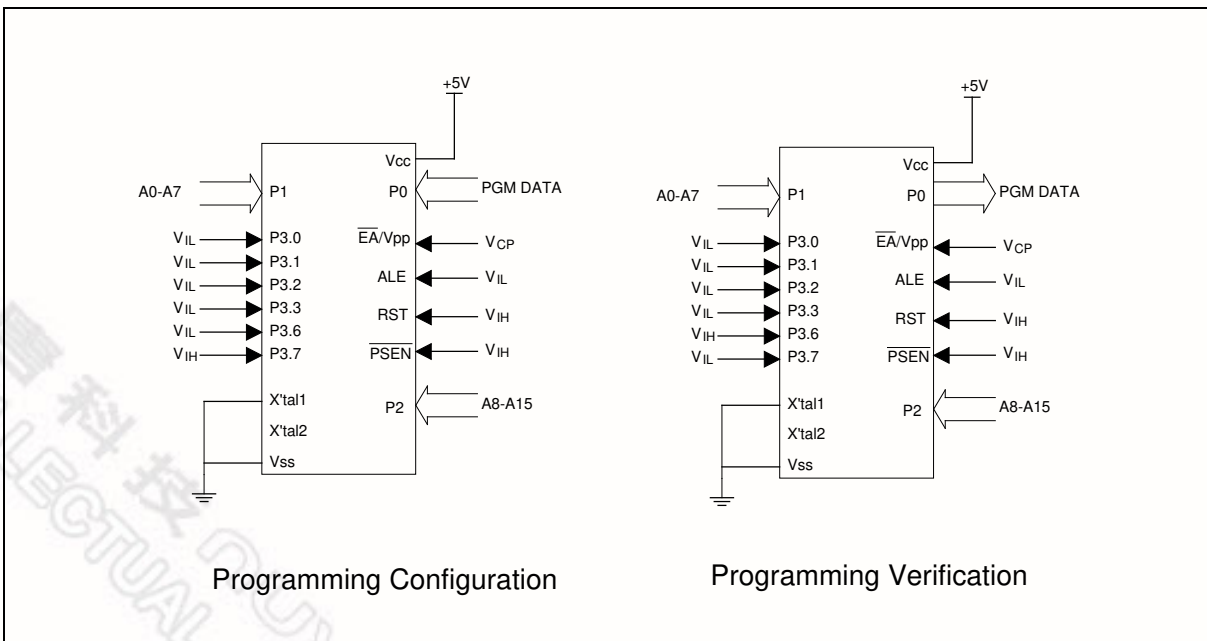 +5V
Vcc
A0-A7
P1
P0
PGM DATA
VIL
P3.0
EA/Vpp
VCP
VIL
P3.1
VIL
P3.2
ALE
VIL
VIL
P3.3
RST
VIH
VIL
P3.6
VIH
P3.7
PSEN
VIH
X'tal1
P2
A8-A15
X'tal2
Vss
Programming Configuration
+5V
Vcc
A0-A7
P1
P0
PGM DATA
VIL
P3.0
EA/Vpp
VCP
VIL
P3.1
VIL
P3.2
ALE
VIL
VIL
P3.3
RST
VIH
VIH
P3.6
VIL
P3.7
PSEN
VIH
X'tal1
P2
A8-A15
X'tal2
Vss
Programming Verification
科技